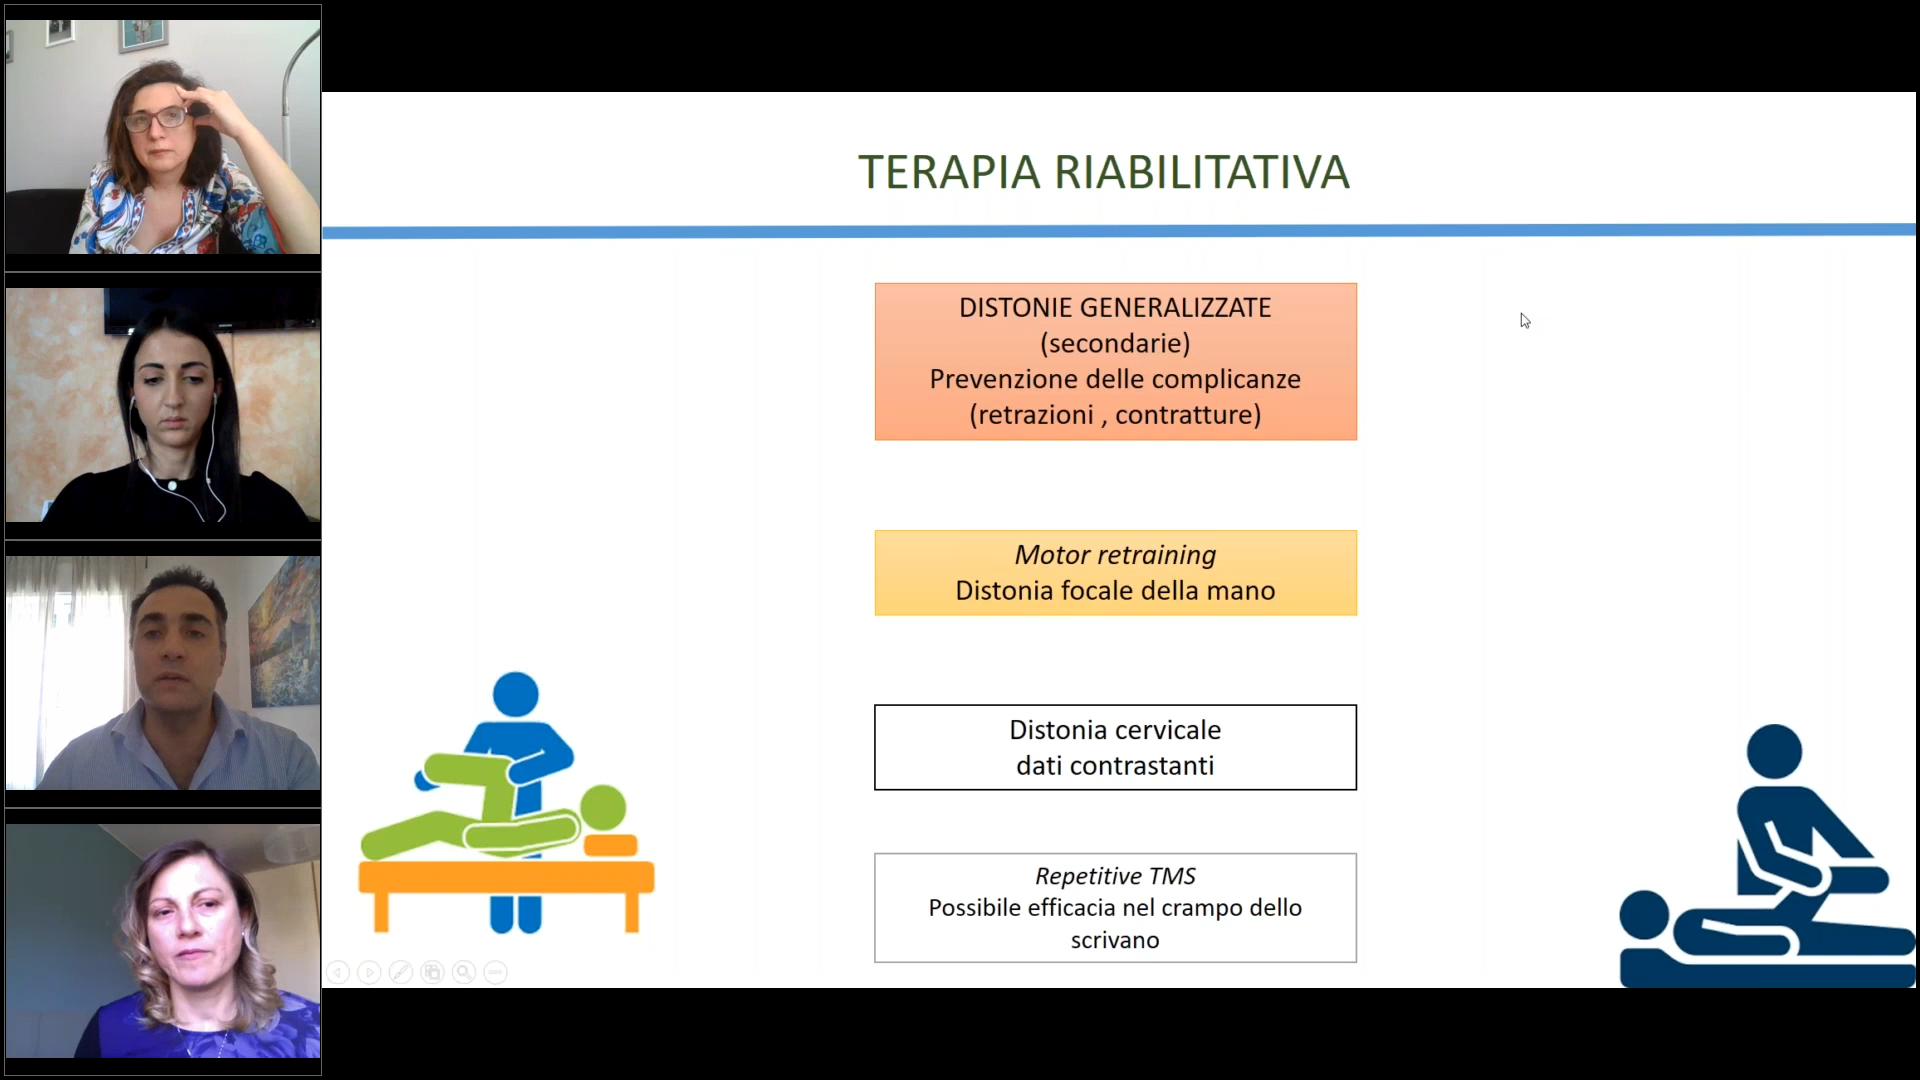 TERAPIA RIABILITATIVA
DISTONIE GENERALIZZATE
(secondarie)
Prevenzione delle complicanze
(retrazioni , contratture)
Motor retraining
Distonia focale della mano
Distonia cervicale
dati contrastanti
Repetitive TMS
Possibile efficacia nel crampo dello
scrivano